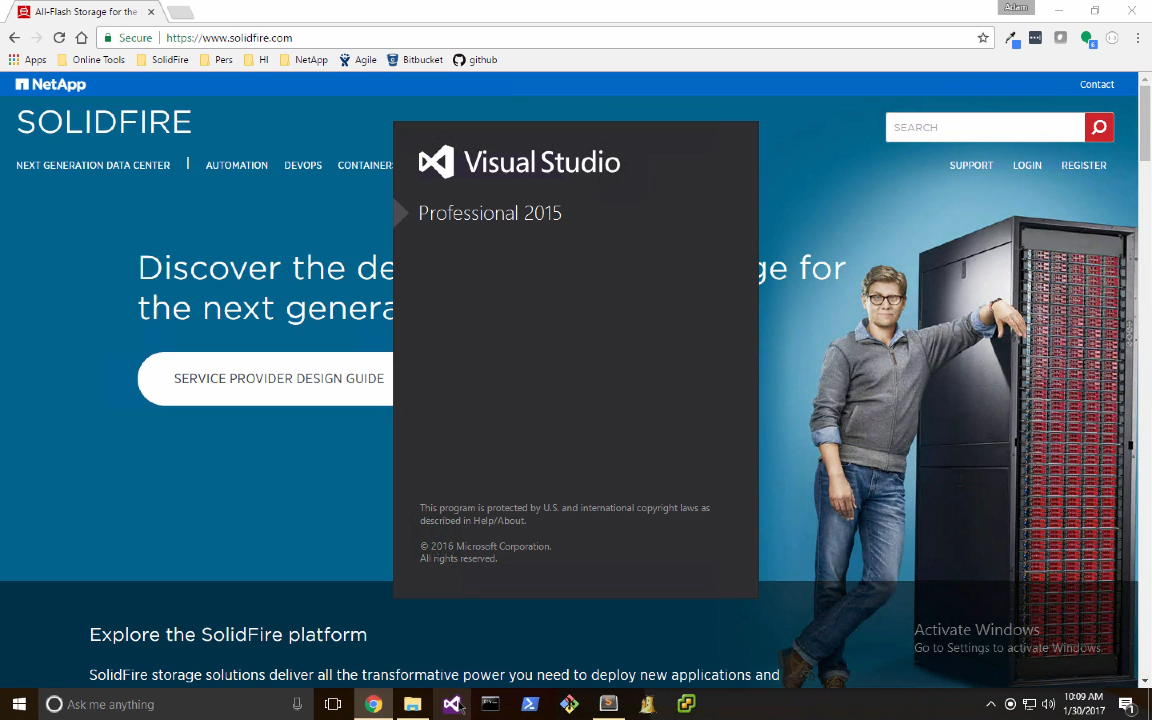 All-Flash Storage for the
Adam
Secure
https://www.solidfire.com
Apps
Online Tools
SolidFire
Pers
HI
NetApp
Agile
Bitbucket
github
NetApp
Contact
SOLIDFIRE
SEARCH
NEXT GENERATION DATA CENTER
AUTOMATION
DEVOPS
CONTAINERS
SUPPORT
LOGIN
REGISTER
Visual Studio
Professional 2015
Discover the de
ge for
the next genera
SERVICE PROVIDER DESIGN GUIDE
This program is protected by U.S. and international copyright laws as
described in Help/About.
© 2016 Microsoft Corporation.
All rights reserved.
Explore the SolidFire platform
Activate Windows
Go to Settings to activate Windows.
SolidFire storage solutions deliver all the transformative power you need to deploy new applications and
Ask me anything
10:09 AM
1/30/2017